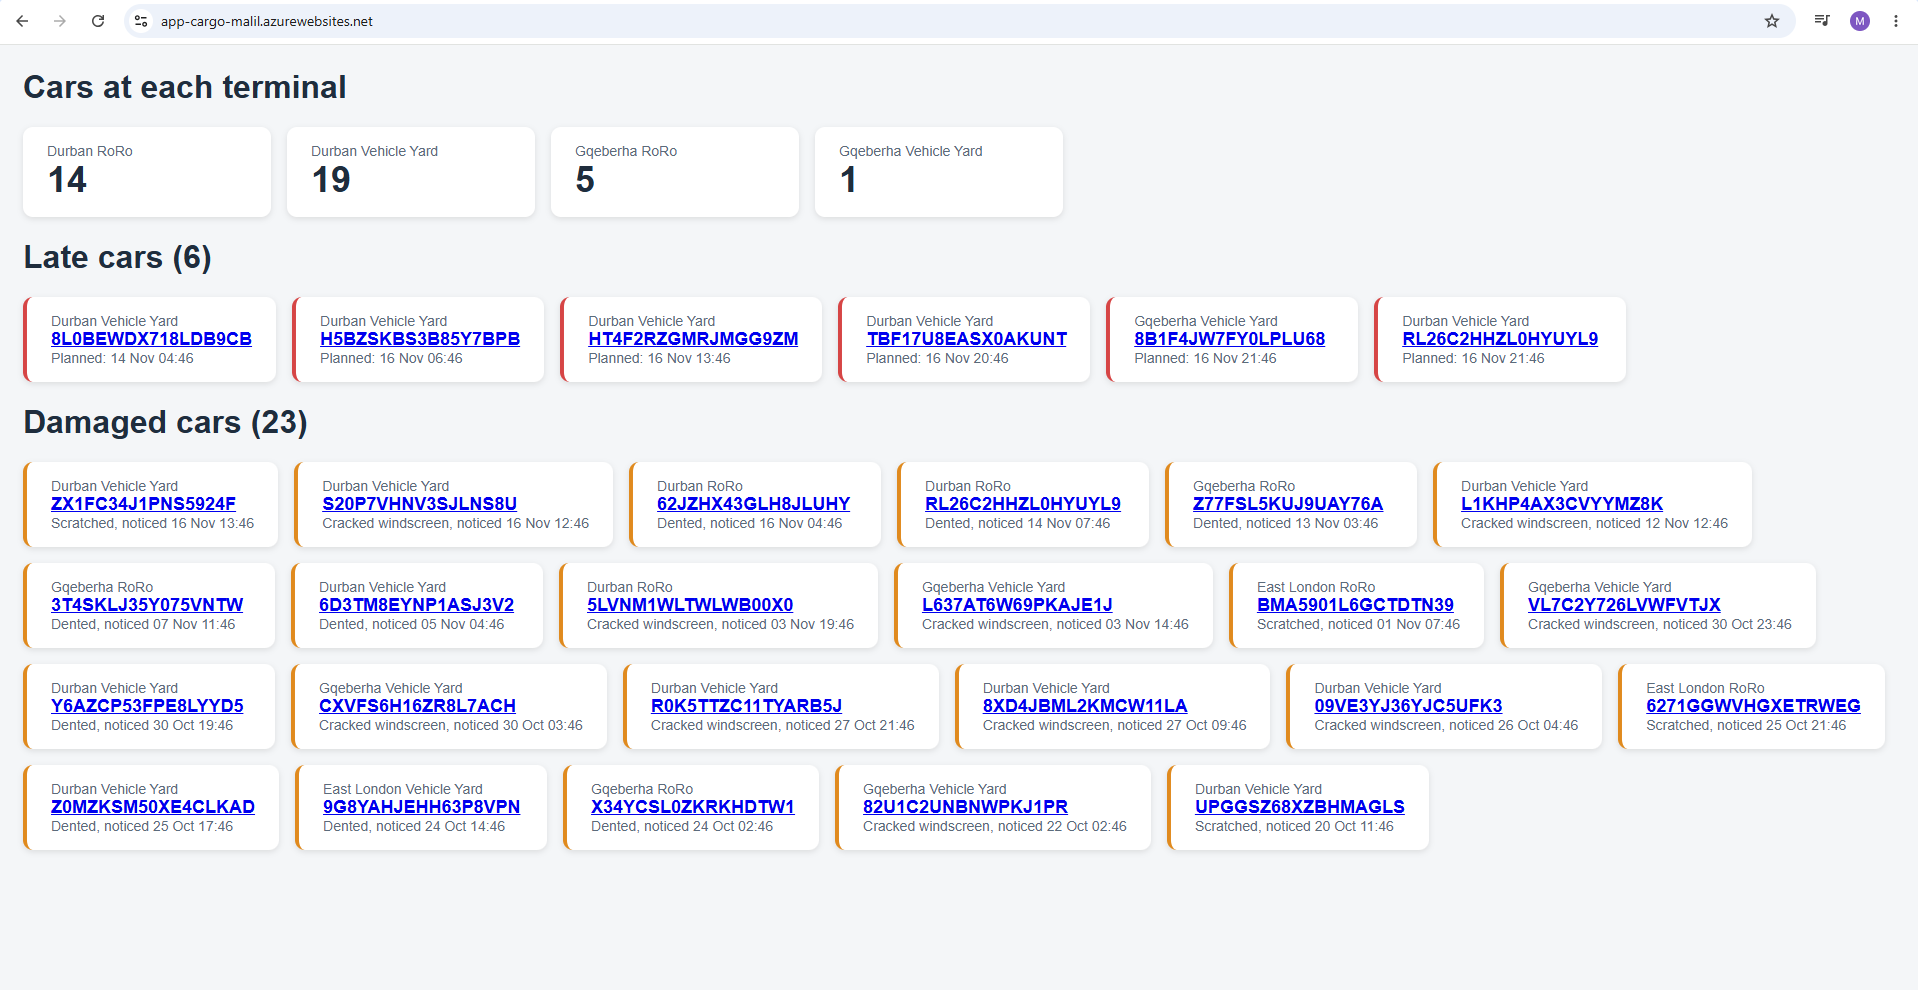 app-cargo-malil.azurewebsites.net
M
Cars at each terminal
Durban RoRo
14
Durban Vehicle Yard
19
Gqeberha RoRo
5
Gqeberha Vehicle Yard
1
Late cars (6)
Durban Vehicle Yard
8L0BEWDX718LDB9CB
Planned: 14 Nov 04:46
Durban Vehicle Yard
H5BZSKBS3B85Y7BPB
Planned: 16 Nov 06:46
Durban Vehicle Yard
HT4F2RZGMRJMGG9ZM
Planned: 16 Nov 13:46
Durban Vehicle Yard
TBF17U8EASX0AKUNT
Planned: 16 Nov 20:46
Gqeberha Vehicle Yard
8B1F4JW7FY0LPLU68
Planned: 16 Nov 21:46
Durban Vehicle Yard
RL26C2HHZL0HYUYL9
Planned: 16 Nov 21:46
Damaged cars (23)
Durban Vehicle Yard
ZX1FC34J1PNS5924F
Scratched, noticed 16 Nov 13:46
Durban Vehicle Yard
S20P7VHNV3SJLNS8U
Cracked windscreen, noticed 16 Nov 12:46
Durban RoRo
62JZHX43GLH8JLUHY
Dented, noticed 16 Nov 04:46
Durban RoRo
RL26C2HHZL0HYUYL9
Dented, noticed 14 Nov 07:46
Gqeberha RoRo
Z77FSL5KUJ9UAY76A
Dented, noticed 13 Nov 03:46
Durban Vehicle Yard
L1KHP4AX3CVYYMZ8K
Cracked windscreen, noticed 12 Nov 12:46
Gqeberha RoRo
3T4SKLJ35Y075VNTW
Dented, noticed 07 Nov 11:46
Durban Vehicle Yard
6D3TM8EYNP1ASJ3V2
Dented, noticed 05 Nov 04:46
Durban RoRo
5LVNM1WLTWLWB00X0
Cracked windscreen, noticed 03 Nov 19:46
Gqeberha Vehicle Yard
L637AT6W69PKAJE1J
Cracked windscreen, noticed 03 Nov 14:46
East London RoRo
BMA5901L6GCTDTN39
Scratched, noticed 01 Nov 07:46
Gqeberha Vehicle Yard
VL7C2Y726LVWFVTJX
Cracked windscreen, noticed 30 Oct 23:46
Durban Vehicle Yard
Y6AZCP53FPE8LYYD5
Dented, noticed 30 Oct 19:46
Gqeberha Vehicle Yard
CXVFS6H16ZR8L7ACH
Cracked windscreen, noticed 30 Oct 03:46
Durban Vehicle Yard
R0K5TTZC11TYARB5J
Cracked windscreen, noticed 27 Oct 21:46
Durban Vehicle Yard
8XD4JBML2KMCW11LA
Cracked windscreen, noticed 27 Oct 09:46
Durban Vehicle Yard
09VE3YJ36YJC5UFK3
Cracked windscreen, noticed 26 Oct 04:46
East London RoRo
6271GGWVHGXETRWEG
Scratched, noticed 25 Oct 21:46
Durban Vehicle Yard
Z0MZKSM50XE4CLKAD
Dented, noticed 25 Oct 17:46
East London Vehicle Yard
9G8YAHJEHH63P8VPN
Dented, noticed 24 Oct 14:46
Gqeberha RoRo
X34YCSL0ZKRKHDTW1
Dented, noticed 24 Oct 02:46
Gqeberha Vehicle Yard
82U1C2UNBNWPKJ1PR
Cracked windscreen, noticed 22 Oct 02:46
Durban Vehicle Yard
UPGGSZ68XZBHMAGLS
Scratched, noticed 20 Oct 11:46